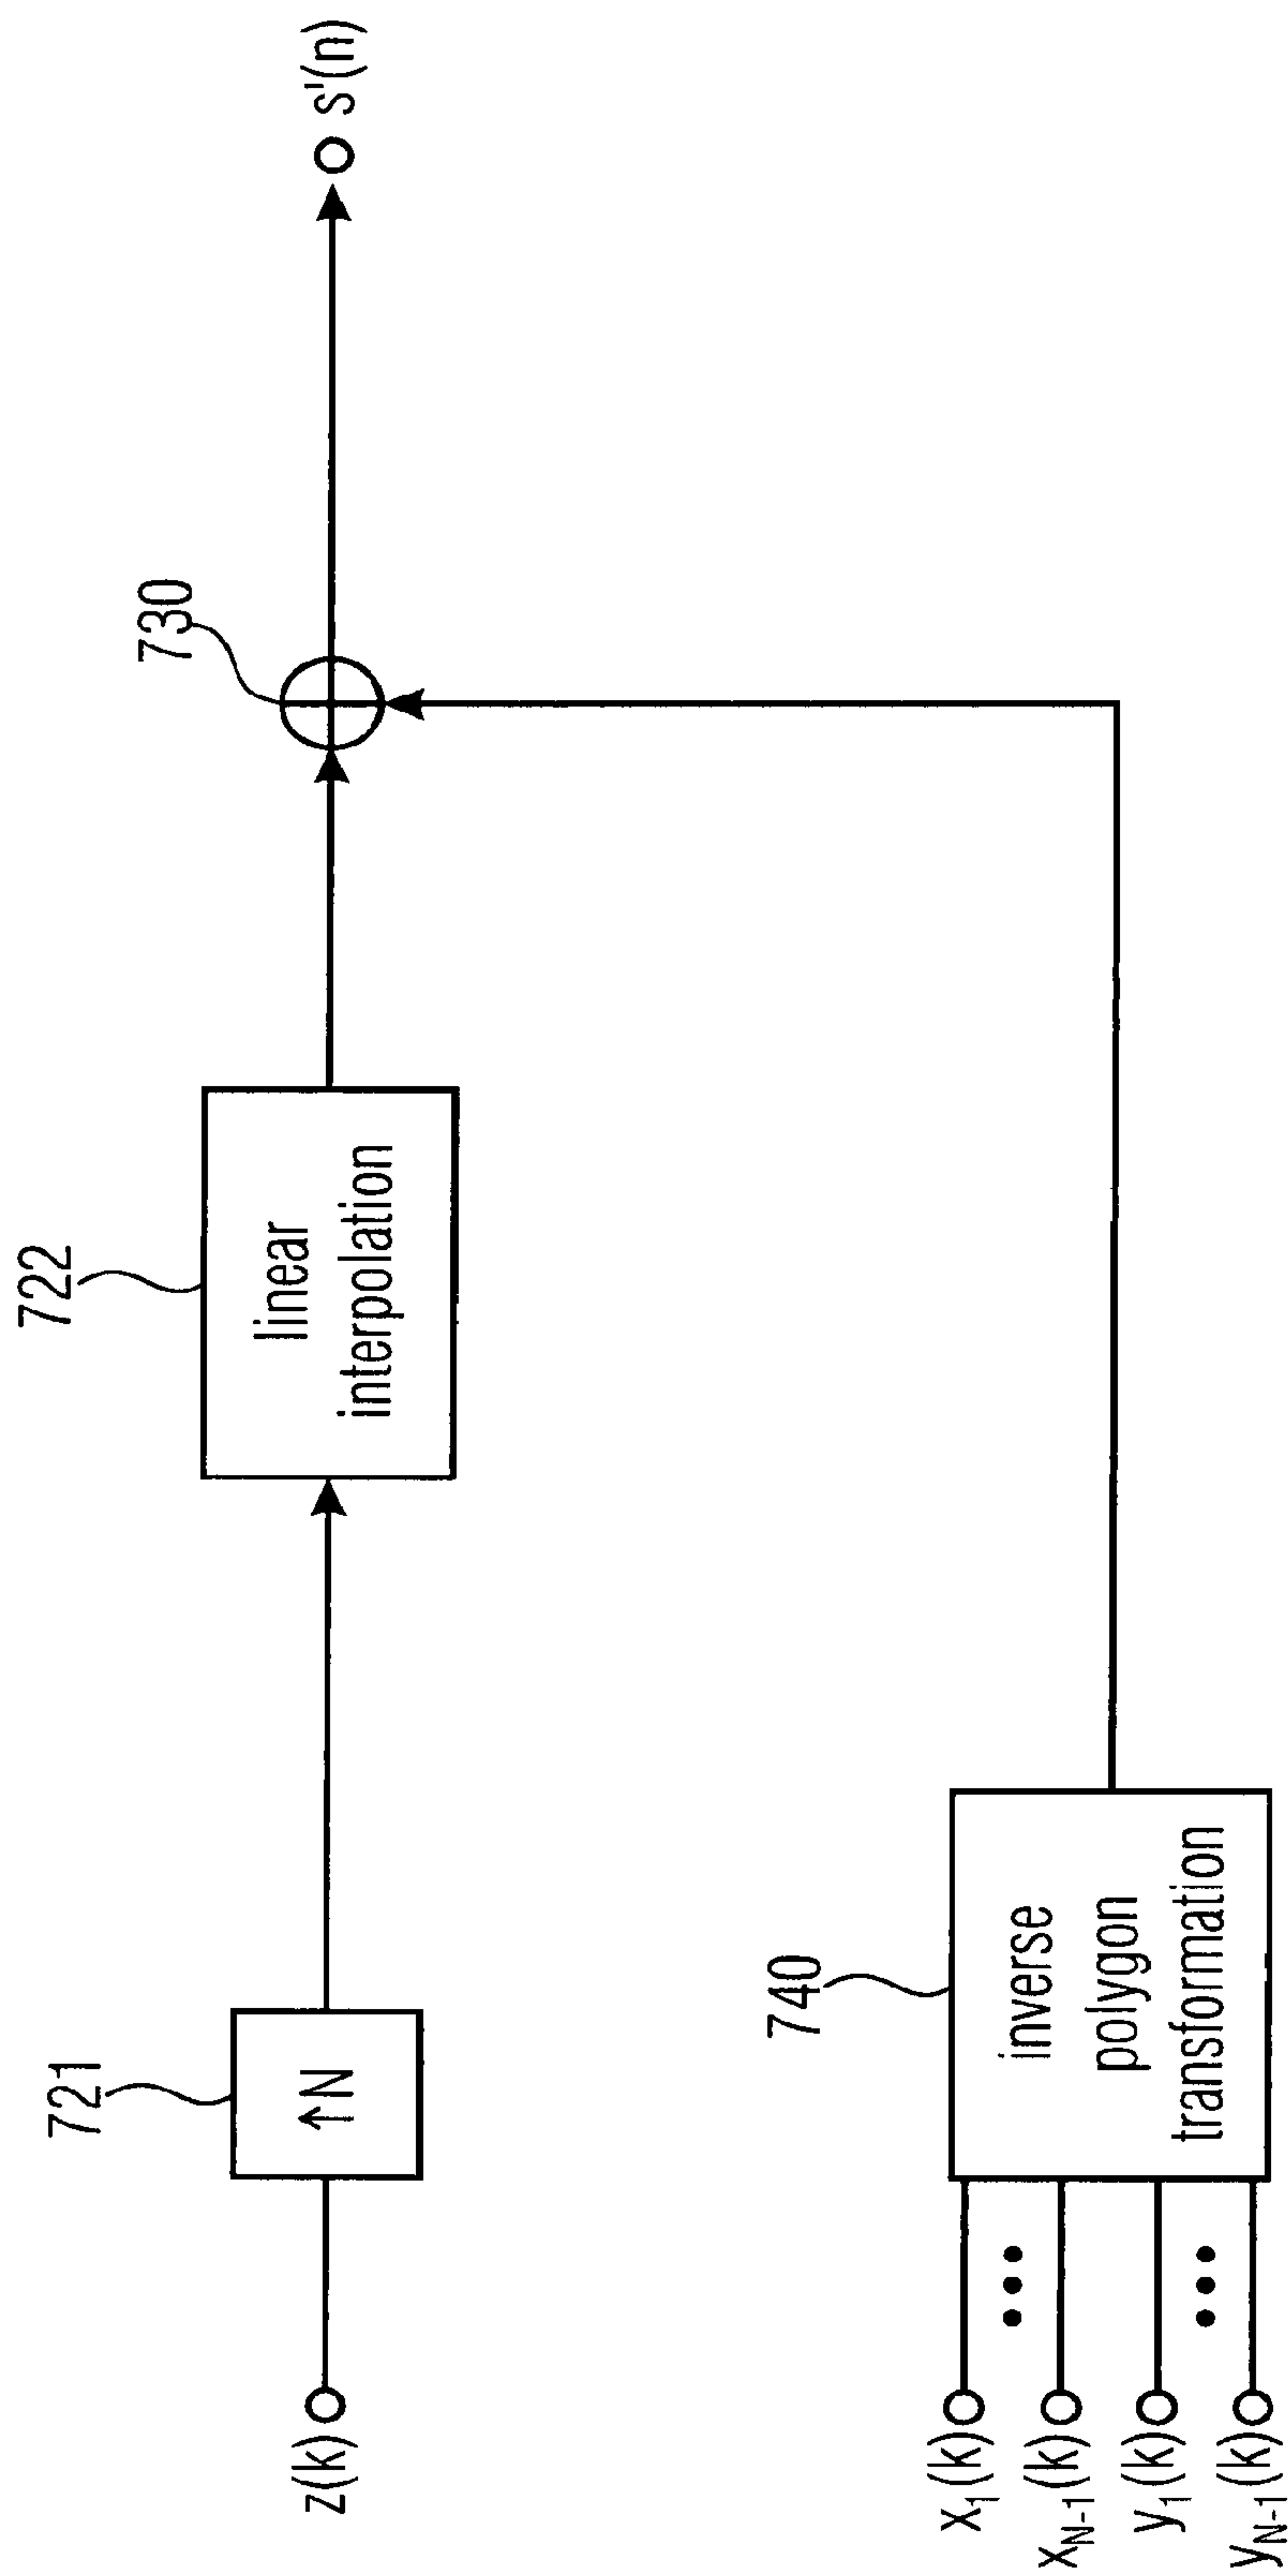 721
722
730
z(k)
↑N
linear
interpolation
s'(n)
740
x₁(k)
•••
xN-1(k)
y₁(k)
•••
yN-1(k)
inverse
polygon
transformation